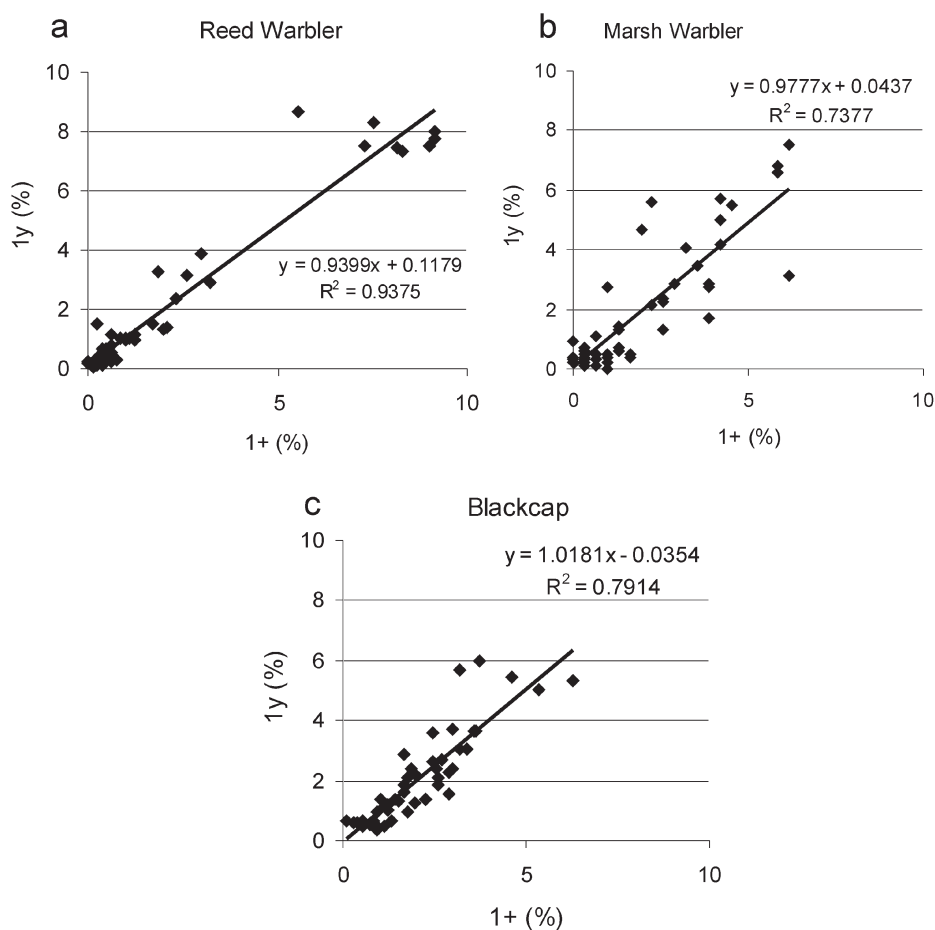 a
Reed Warbler
10
8
6
4
2
0
1y (%)
y = 0.9399x + 0.1179
R² = 0.9375
0
5
10
1+ (%)
b
Marsh Warbler
10
8
6
4
2
0
1y (%)
y = 0.9777x + 0.0437
R² = 0.7377
0
5
10
1+ (%)
c
Blackcap
10
8
6
4
2
0
1y (%)
y = 1.0181x - 0.0354
R² = 0.7914
0
5
10
1+ (%)